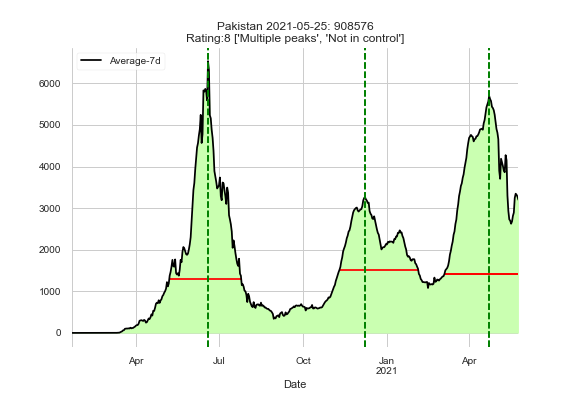 Pakistan 2021-05-25: 908576
Rating:8 ['Multiple peaks', 'Not in control']
Average-7d
6000
5000
4000
3000
2000
1000
0
Apr
Jul
Oct
Jan
2021
Apr
Date